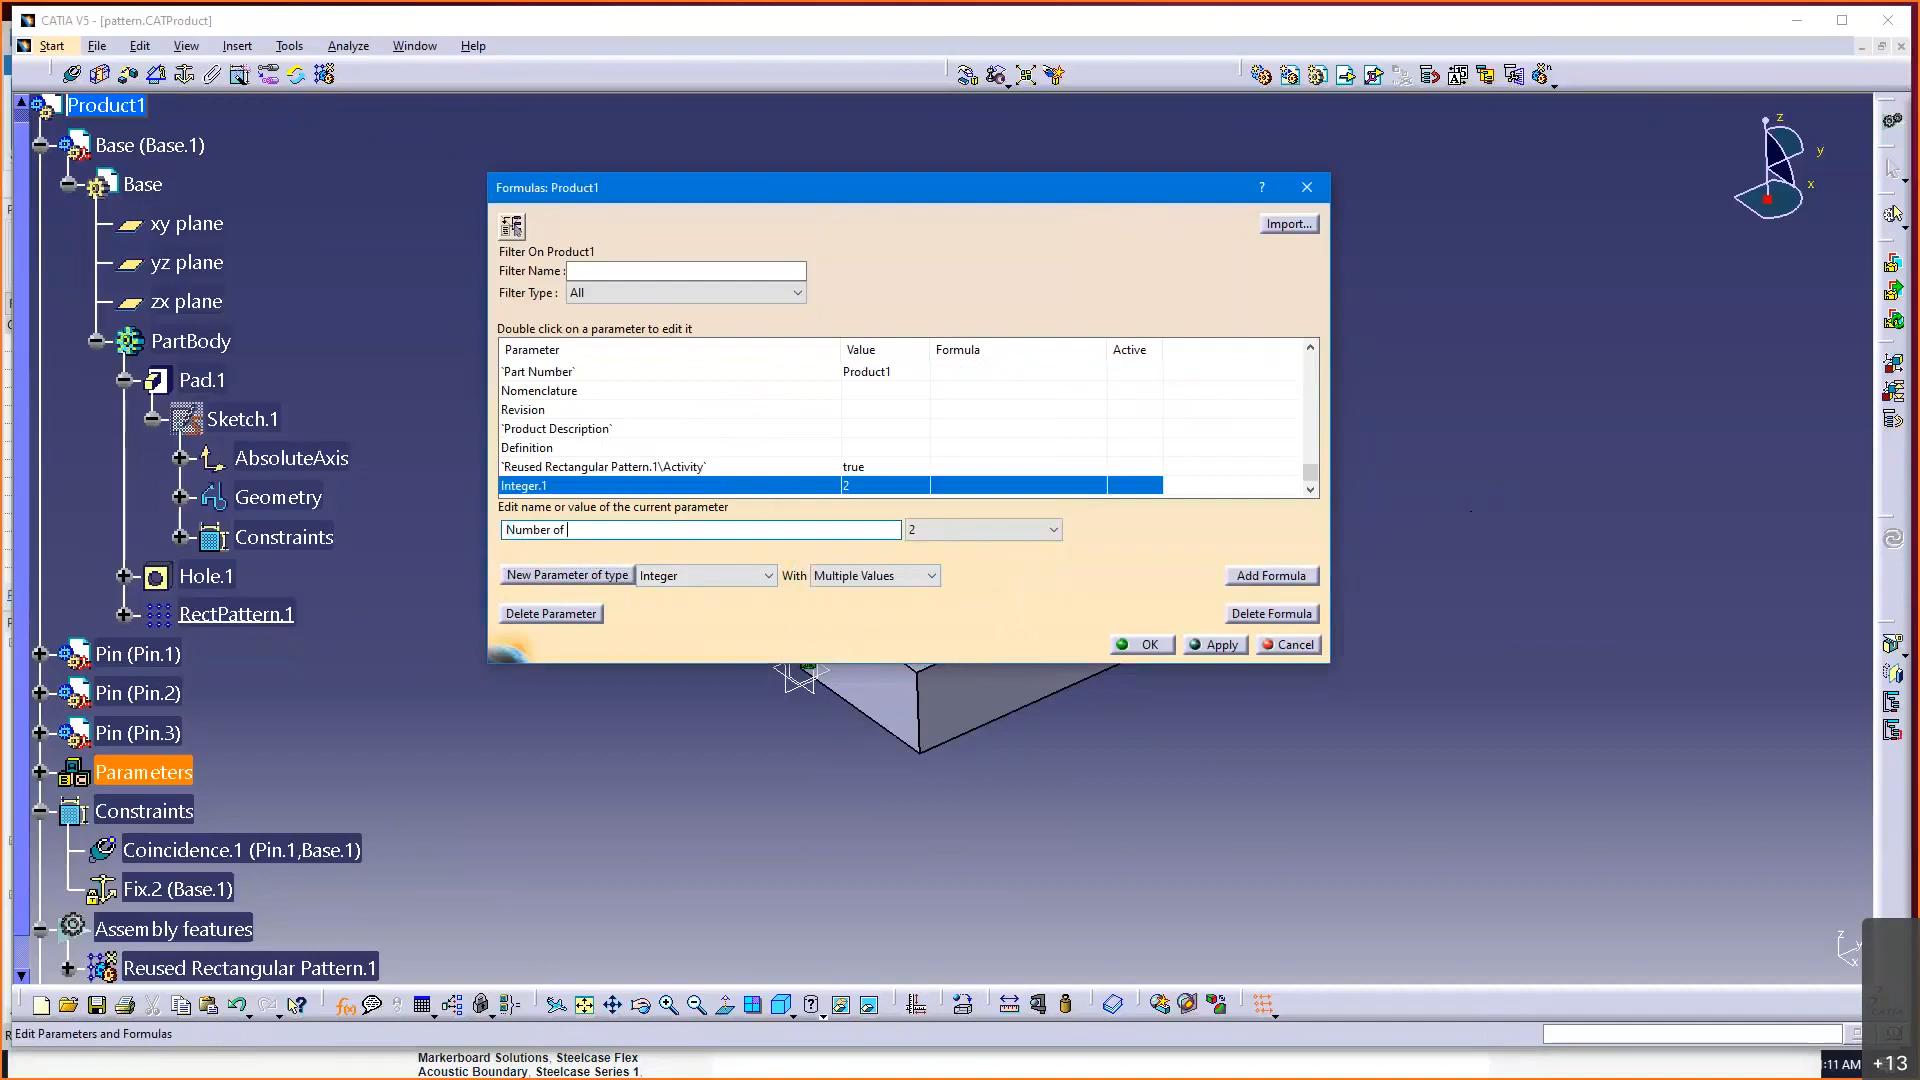 CATIA V5 - [pattern.CATProduct]
Start File Edit View Insert Tools Analyze Window Help
Product1
Base (Base.1)
Base
xy plane
yz plane
zx plane
PartBody
Pad.1
Sketch.1
AbsoluteAxis
Geometry
Constraints
Hole.1
RectPattern.1
Pin (Pin.1)
Pin (Pin.2)
Pin (Pin.3)
Parameters
Constraints
Coincidence.1 (Pin.1,Base.1)
Fix.2 (Base.1)
Assembly features
Reused Rectangular Pattern.1
z
y
x
Formulas: Product1
? 
Import...
Filter On Product1
Filter Name :
Filter Type : All
Double click on a parameter to edit it
Parameter Value Formula Active
`Part Number` Product1
Nomenclature
Revision
`Product Description`
Definition
`Reused Rectangular Pattern.1\Activity` true
Integer.1 2
Edit name or value of the current parameter
Number of 2
New Parameter of type Integer With Multiple Values Add Formula
Delete Parameter Delete Formula
OK Apply Cancel
z
y
x
Edit Parameters and Formulas
Markerboard Solutions, Steelcase Flex
Acoustic Boundary, Steelcase Series 1,
:11 AM
+13